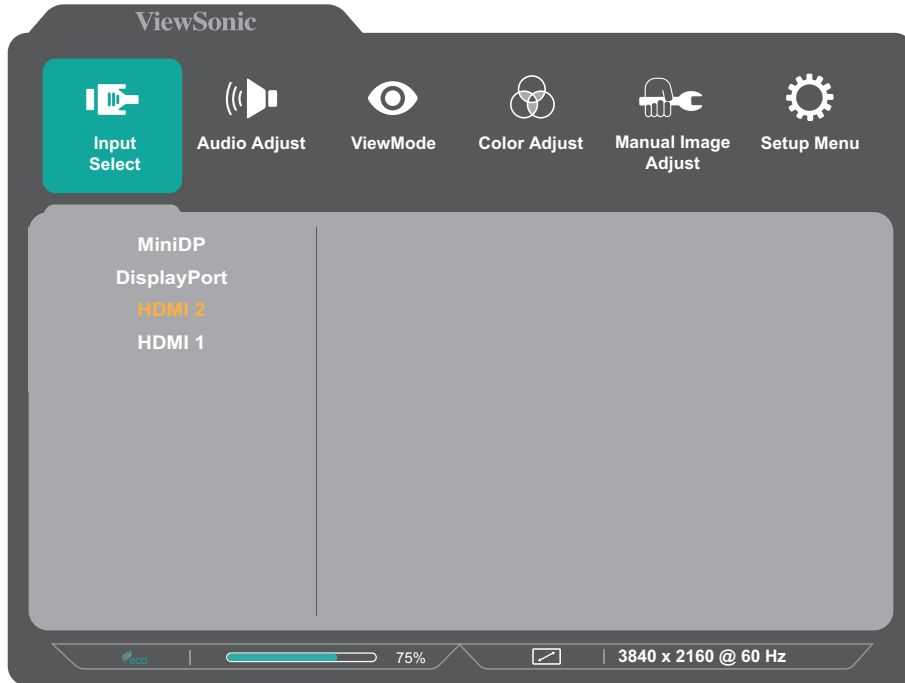 ViewSonic
Input
Select
Audio Adjust
ViewMode
Color Adjust
Manual Image
Adjust
Setup Menu
MiniDP
DisplayPort
HDMI 2
HDMI 1
eco
75%
3840 x 2160 @ 60 Hz